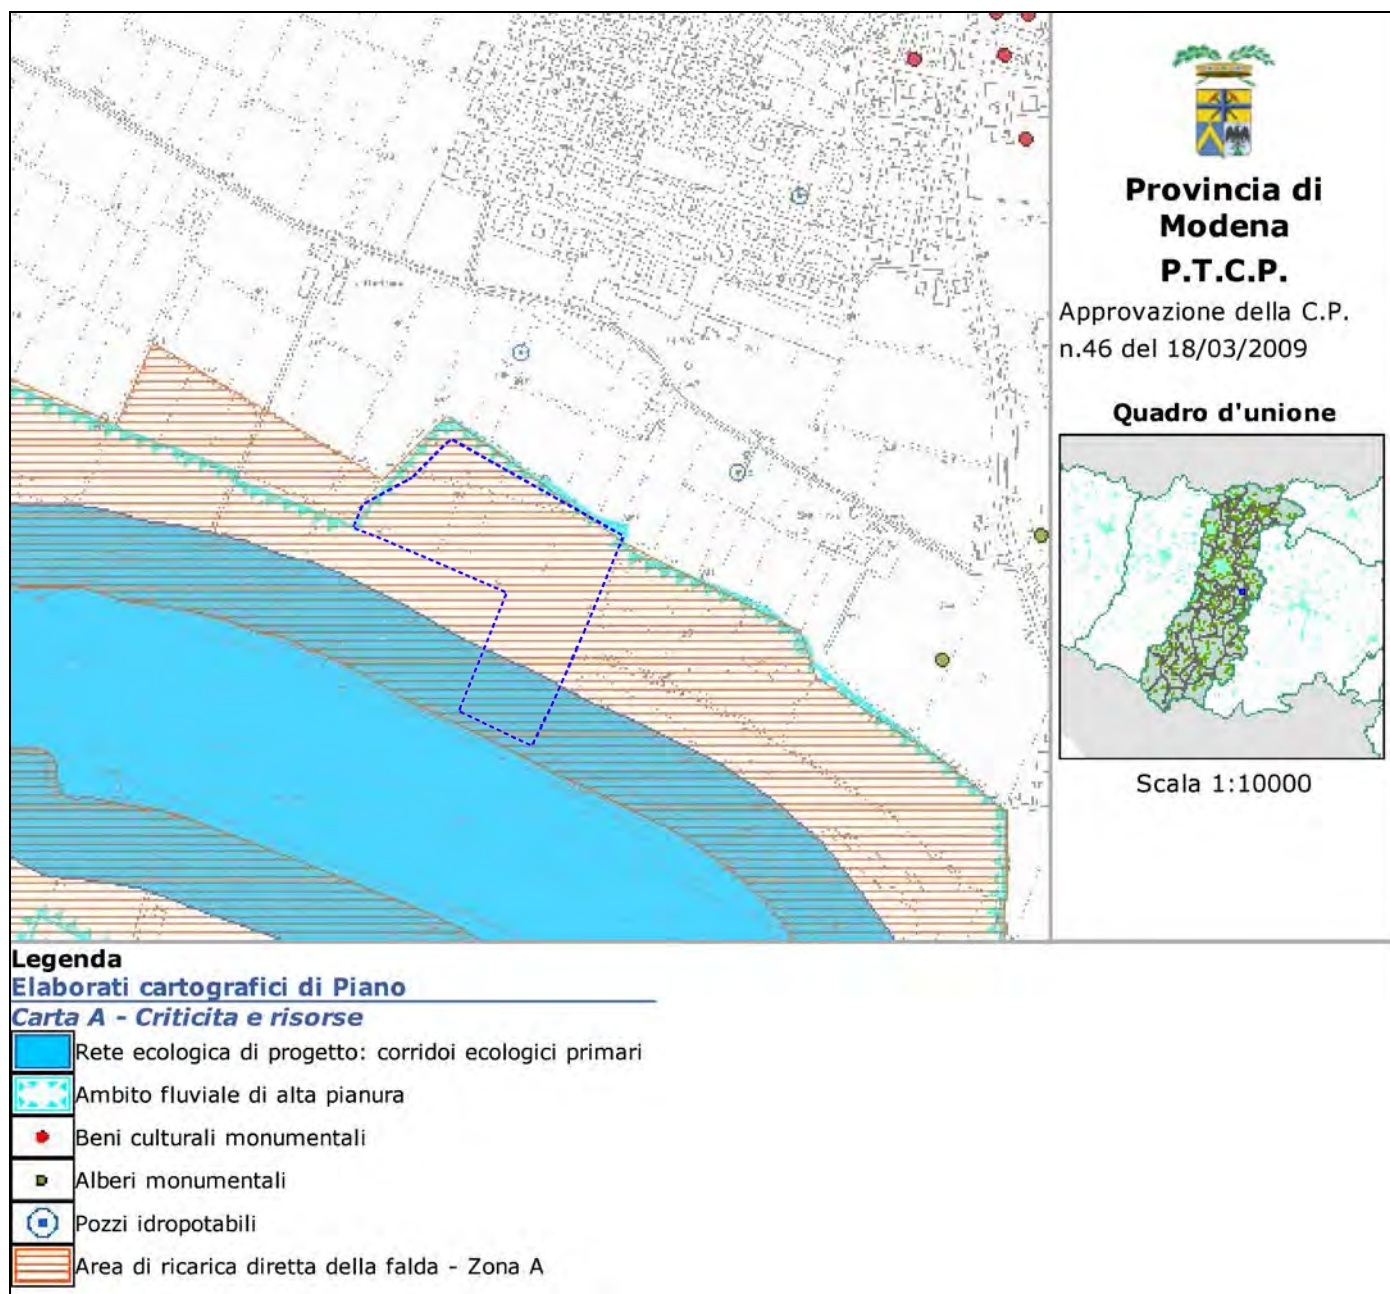 Provincia di
Modena
P.T.C.P.
Approvazione della C.P.
n.46 del 18/03/2009
Quadro d'unione
Scala 1:10000
Legenda
Elaborati cartografici di Piano
Carta A - Criticita e risorse
Rete ecologica di progetto: corridoi ecologici primari
Ambito fluviale di alta pianura
Beni culturali monumentali
Alberi monumentali
Pozzi idropotabili
Area di ricarica diretta della falda - Zona A